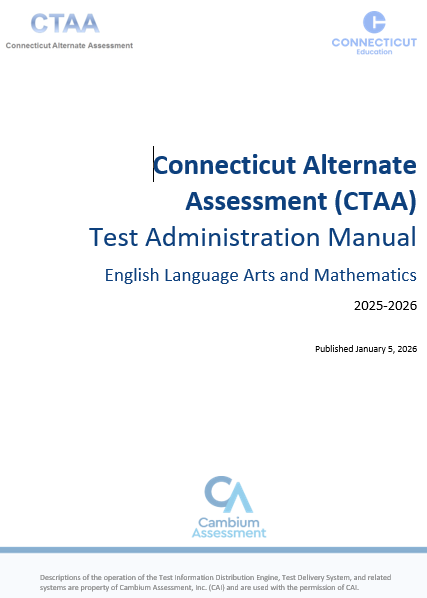 CTAA
Connecticut Alternate Assessment
CONNECTICUT
Education
Connecticut Alternate
Assessment (CTAA)
Test Administration Manual
English Language Arts and Mathematics
2025-2026
Published January 5, 2026
CA
Cambium
Assessment
Descriptions of the operation of the Test Information Distribution Engine, Test Delivery System, and related
systems are property of Cambium Assessment, Inc. (CAI) and are used with the permission of CAI.